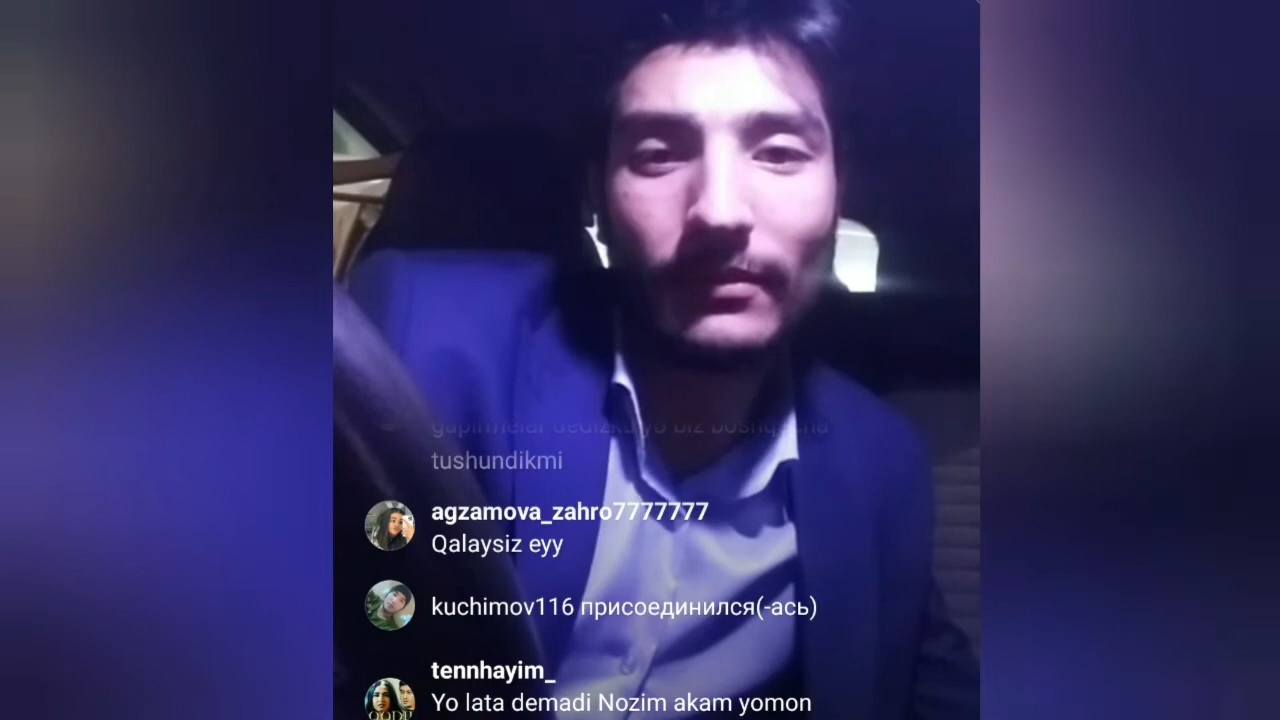 tushundikmi
agzamova_zahro7777777
Qalaysiz eyy
kuchimov116 присоединился(-ась)
tennhayim_
Yo lata demadi Nozim akam yomon